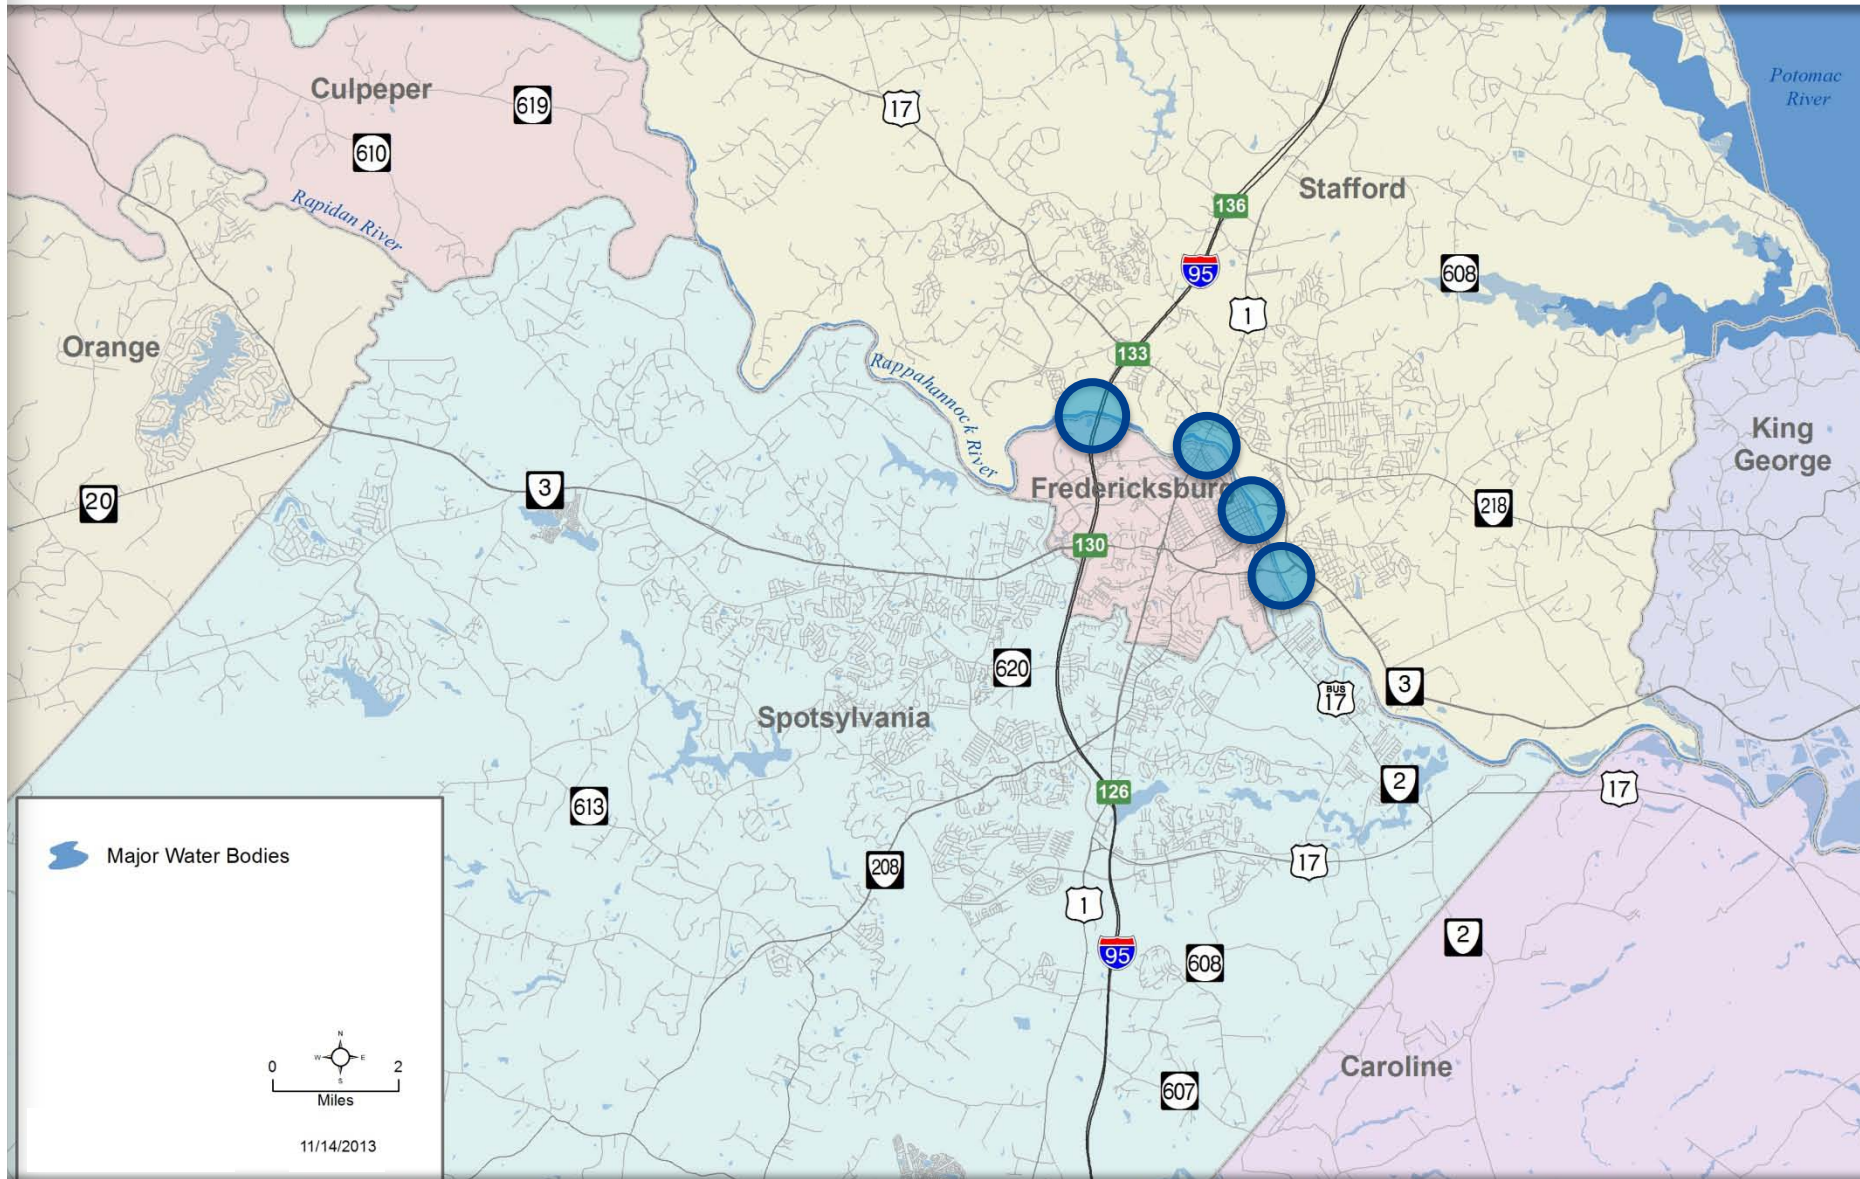 Culpeper
619
610
17
Potomac
River
136
Stafford
Rapidan River
95
608
1
Orange
133
Rappahannock River
King
George
Fredericksburg
20
3
218
130
620
BUS
17
3
Spotsylvania
126
2
17
613
17
208
1
2
95
608
Caroline
607
Major Water Bodies
N
W
E
S
0
2
Miles
11/14/2013